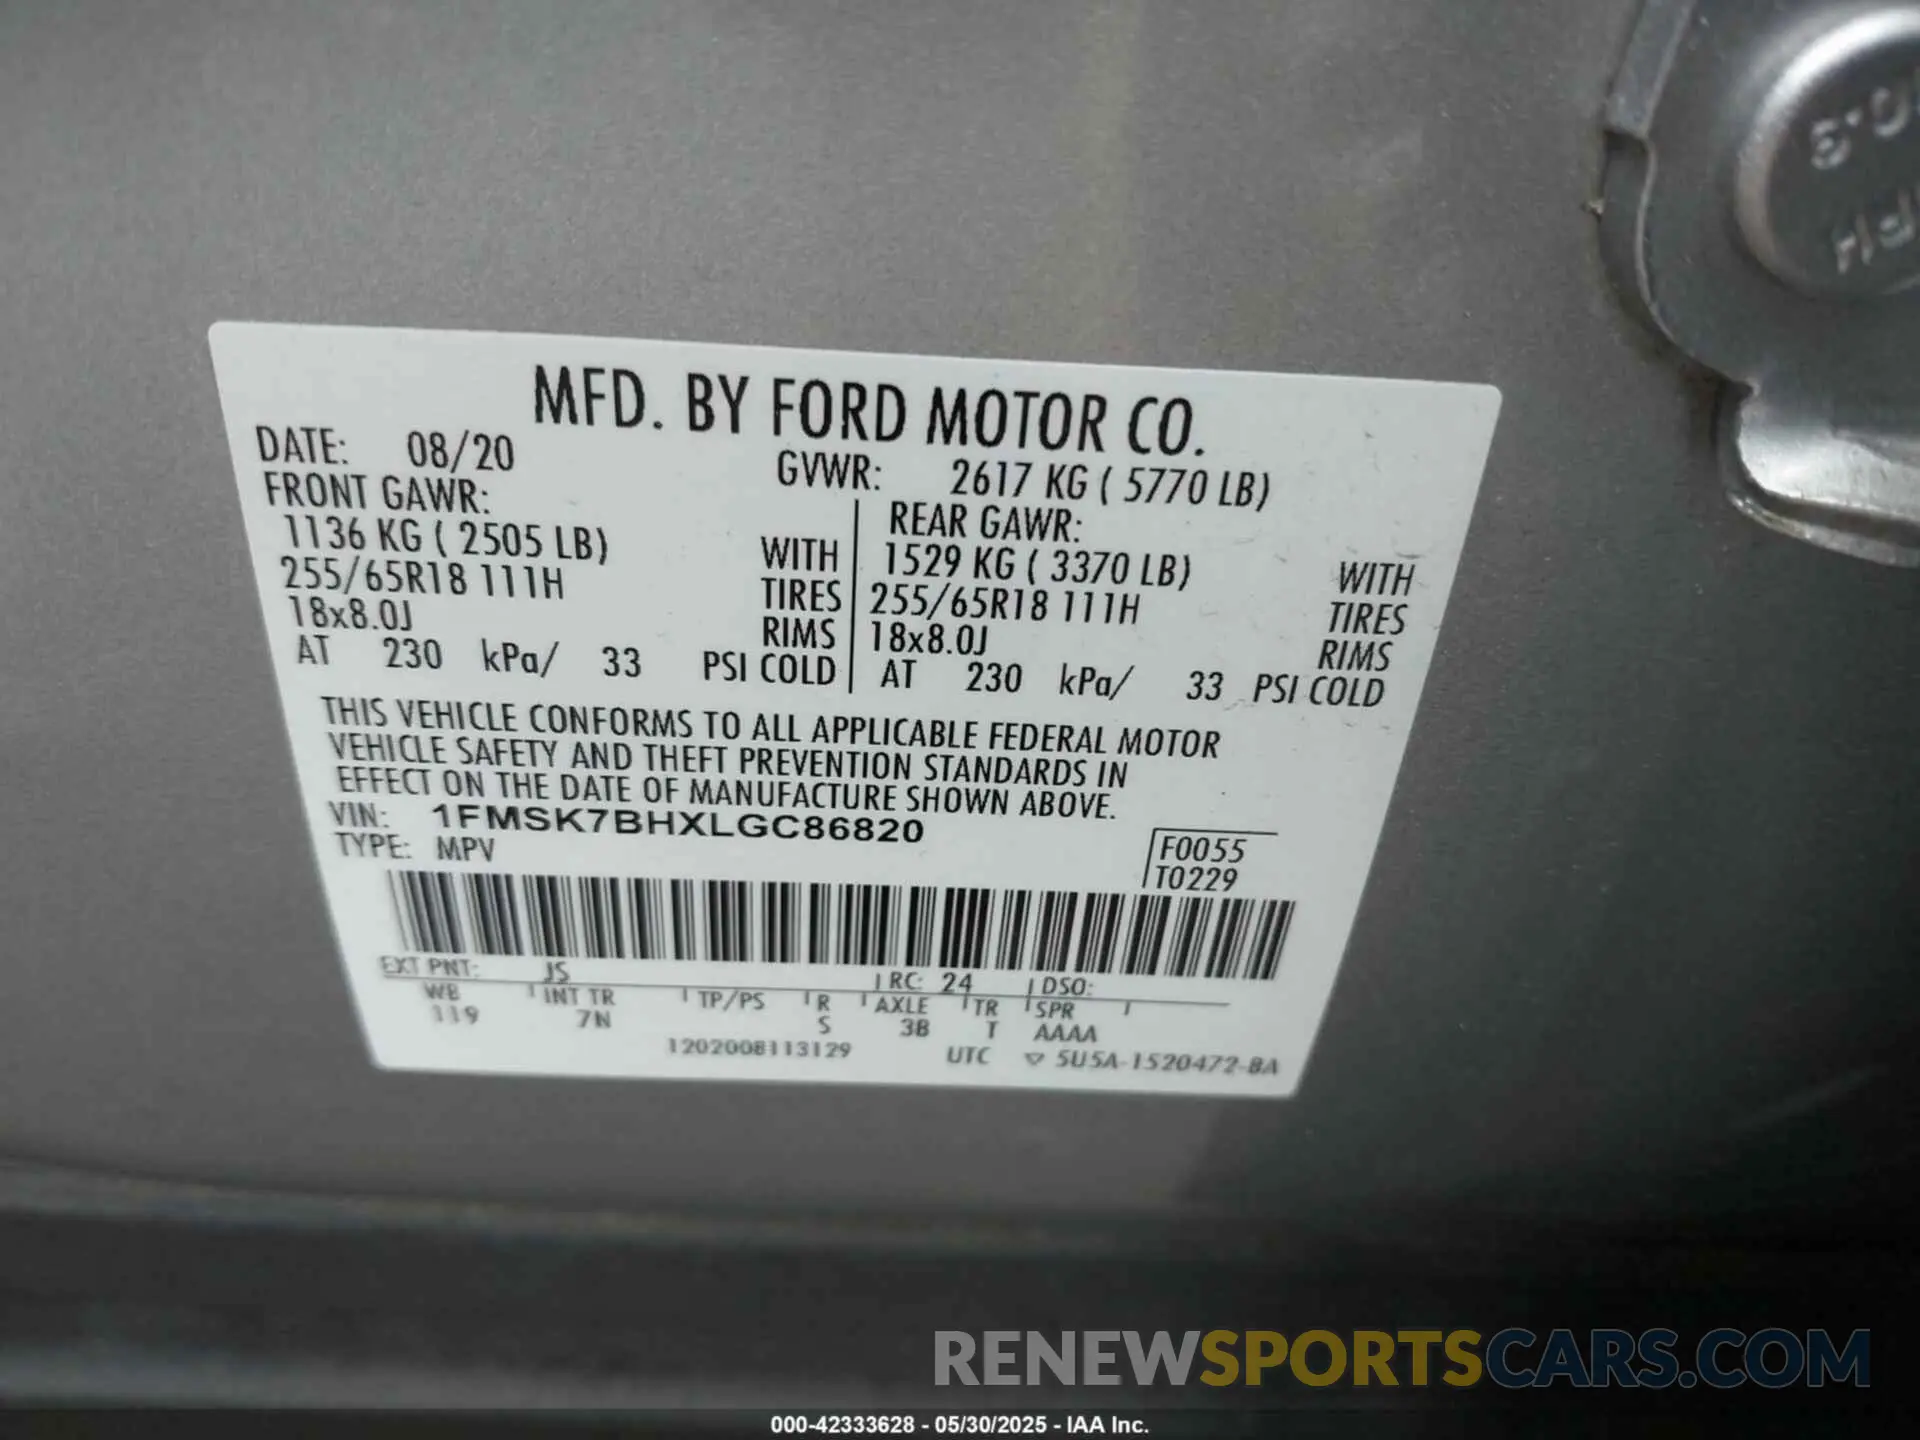 MFD. BY FORD MOTOR CO.
DATE: 08/20
GVWR: 2617 KG ( 5770 LB)
FRONT GAWR:
1136 KG ( 2505 LB) WITH
255/65R18 111H TIRES
18x8.0J RIMS
AT 230 kPa/ 33 PSI COLD
REAR GAWR:
1529 KG ( 3370 LB) WITH
255/65R18 111H TIRES
18x8.0J RIMS
AT 230 kPa/ 33 PSI COLD
THIS VEHICLE CONFORMS TO ALL APPLICABLE FEDERAL MOTOR
VEHICLE SAFETY AND THEFT PREVENTION STANDARDS IN
EFFECT ON THE DATE OF MANUFACTURE SHOWN ABOVE.
VIN: 1FMSK7BHXLGC86820
TYPE: MPV
F0055
T0229
EXT PNT: JS RC: 24 DSO:
WB INT TR TP/PS R AXLE TR SPR
119 7N S 3B T AAAA
1202008113129 UTC 5U5A-1520472-BA
RENEWSPORTSCARS.COM
000-42333628 - 05/30/2025 - IAA Inc.